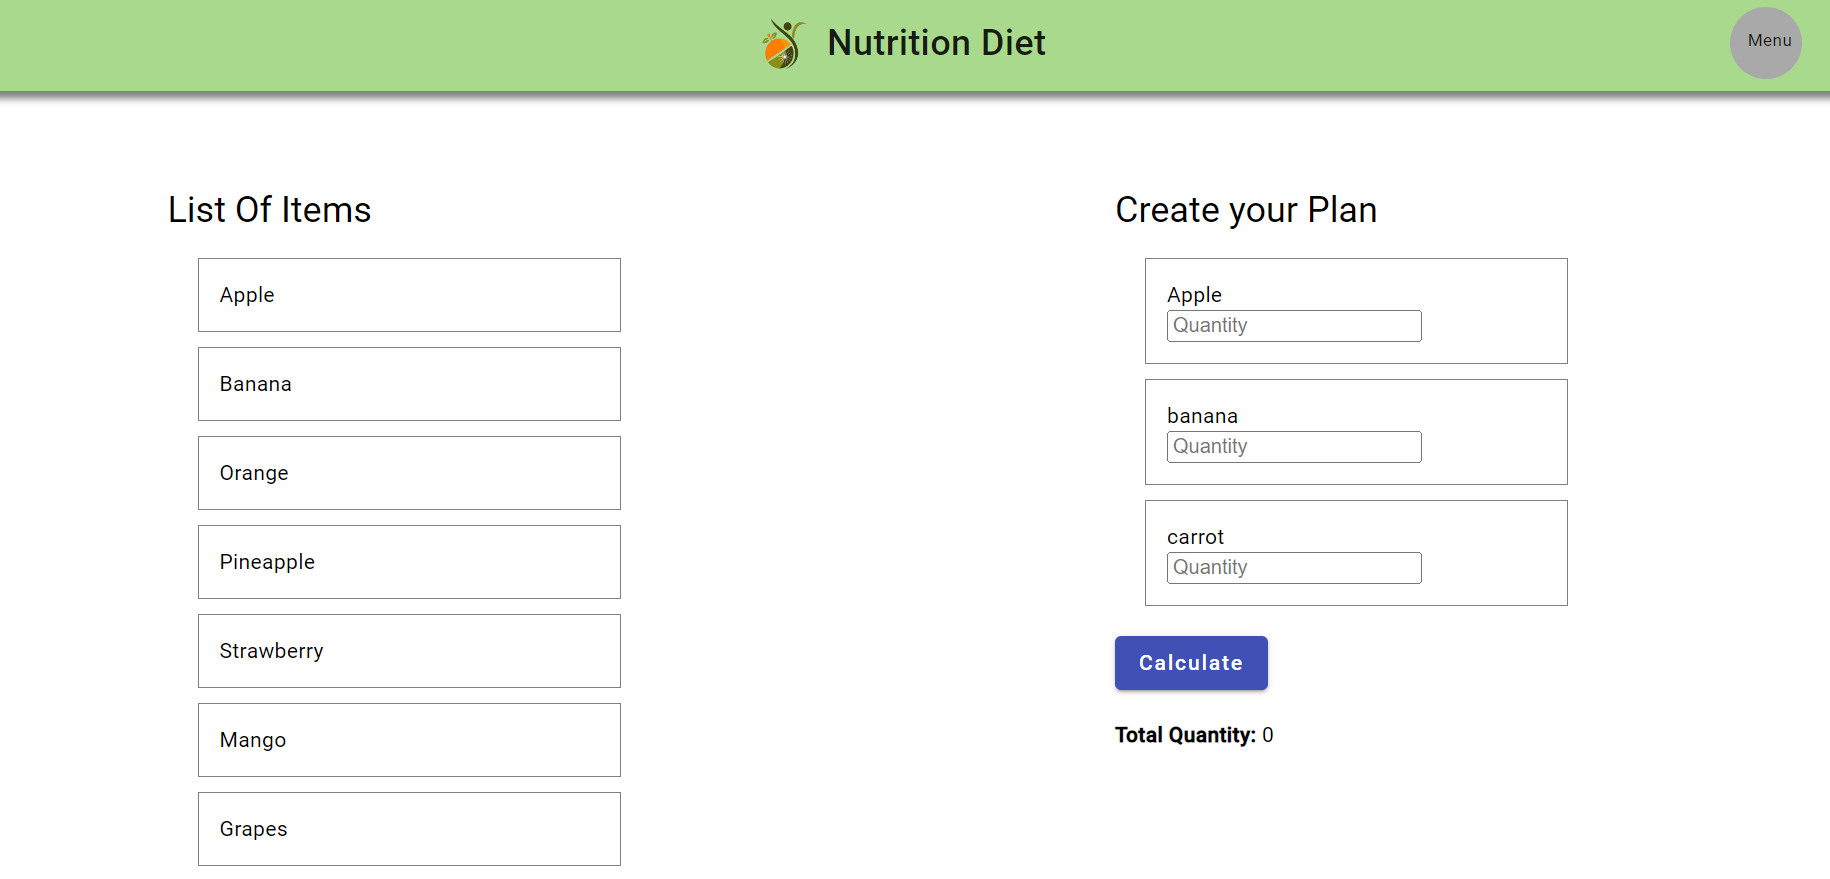 Nutrition Diet
Menu
List Of Items
Apple
Banana
Orange
Pineapple
Strawberry
Mango
Grapes
Create your Plan
Apple
Quantity
banana
Quantity
carrot
Quantity
Calculate
Total Quantity: 0